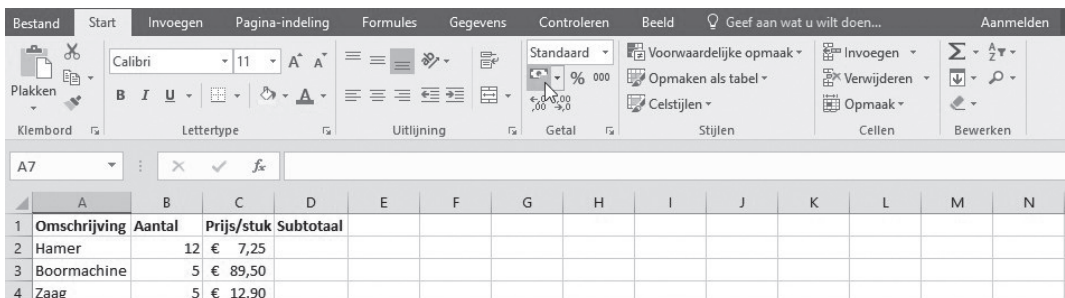 Bestand Start Invoegen Pagina-indeling Formules Gegevens Controleren Beeld Geef aan wat u wilt doen... Aanmelden
Plakken
Klembord
Calibri 11 A A
B I U A
Lettertype
Uitlijning
Standaard
% 000
,00 ,0
Getal
Voorwaardelijke opmaak
Opmaken als tabel
Celstijlen
Stijlen
Invoegen
Verwijderen
Opmaak
Cellen
Σ A Z
Bewerken
A7 fx
A B C D E F G H I J K L M N
1 Omschrijving Aantal Prijs/stuk Subtotaal
2 Hamer 12 € 7,25
3 Boormachine 5 € 89,50
4 Zaag 5 € 12,90